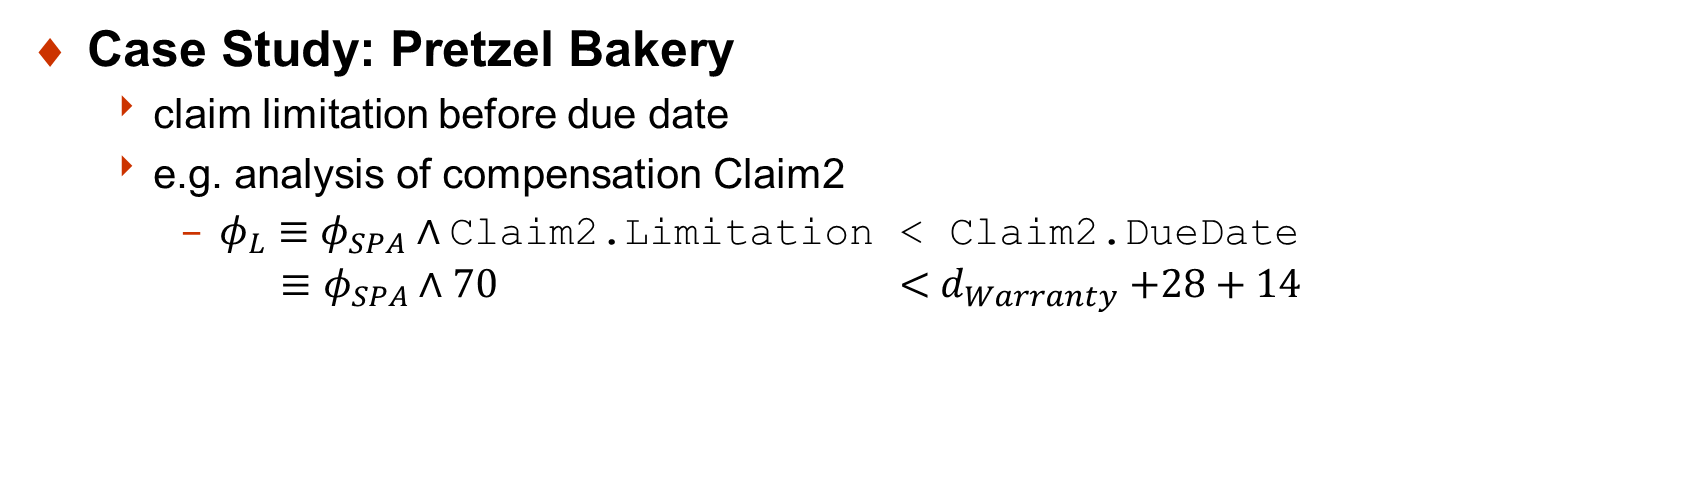 ♦ Case Study: Pretzel Bakery
‣ claim limitation before due date
‣ e.g. analysis of compensation Claim2
– ϕ_L ≡ ϕ_SPA ∧ Claim2.Limitation < Claim2.DueDate
≡ ϕ_SPA ∧ 70 < d_Warranty +28 + 14